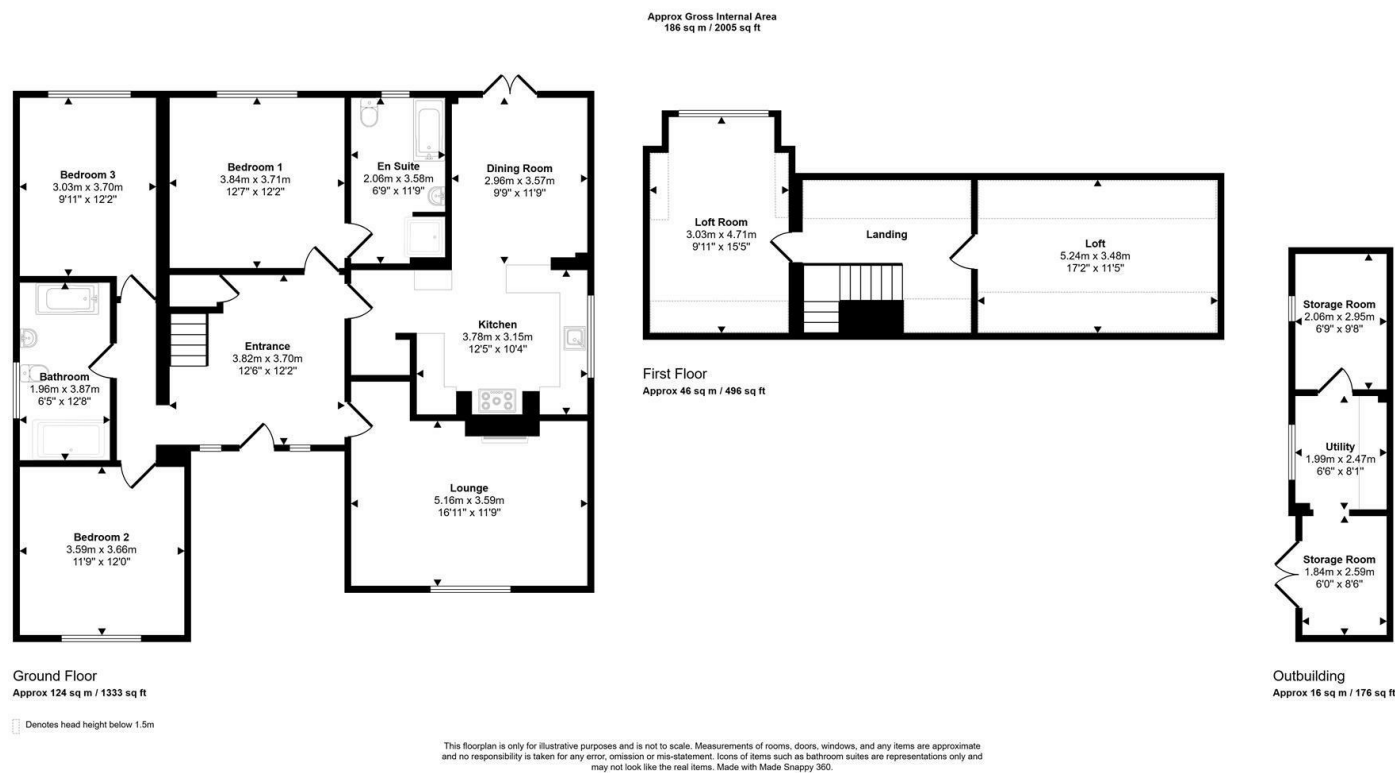 Approx Gross Internal Area
186 sq m / 2005 sq ft
Bedroom 3
3.03m x 3.70m
9'11" x 12'2"
Bedroom 1
3.84m x 3.71m
12'7" x 12'2"
En Suite
2.06m x 3.58m
6'9" x 11'9"
Dining Room
2.96m x 3.57m
9'9" x 11'9"
Kitchen
3.78m x 3.15m
12'5" x 10'4"
Entrance
3.82m x 3.70m
12'6" x 12'2"
Bathroom
1.96m x 3.87m
6'5" x 12'8"
Lounge
5.16m x 3.59m
16'11" x 11'9"
Bedroom 2
3.59m x 3.66m
11'9" x 12'0"
Ground Floor
Approx 124 sq m / 1333 sq ft
Denotes head height below 1.5m
Loft Room
3.03m x 4.71m
9'11" x 15'5"
Landing
Loft
5.24m x 3.48m
17'2" x 11'5"
First Floor
Approx 46 sq m / 496 sq ft
Storage Room
2.06m x 2.95m
6'9" x 9'8"
Utility
1.99m x 2.47m
6'6" x 8'1"
Storage Room
1.84m x 2.59m
6'0" x 8'6"
Outbuilding
Approx 16 sq m / 176 sq ft
This floorplan is only for illustrative purposes and is not to scale. Measurements of rooms, doors, windows, and any items are approximate
and no responsibility is taken for any error, omission or mis-statement. Icons of items such as bathroom suites are representations only and
may not look like the real items. Made with Made Snappy 360.